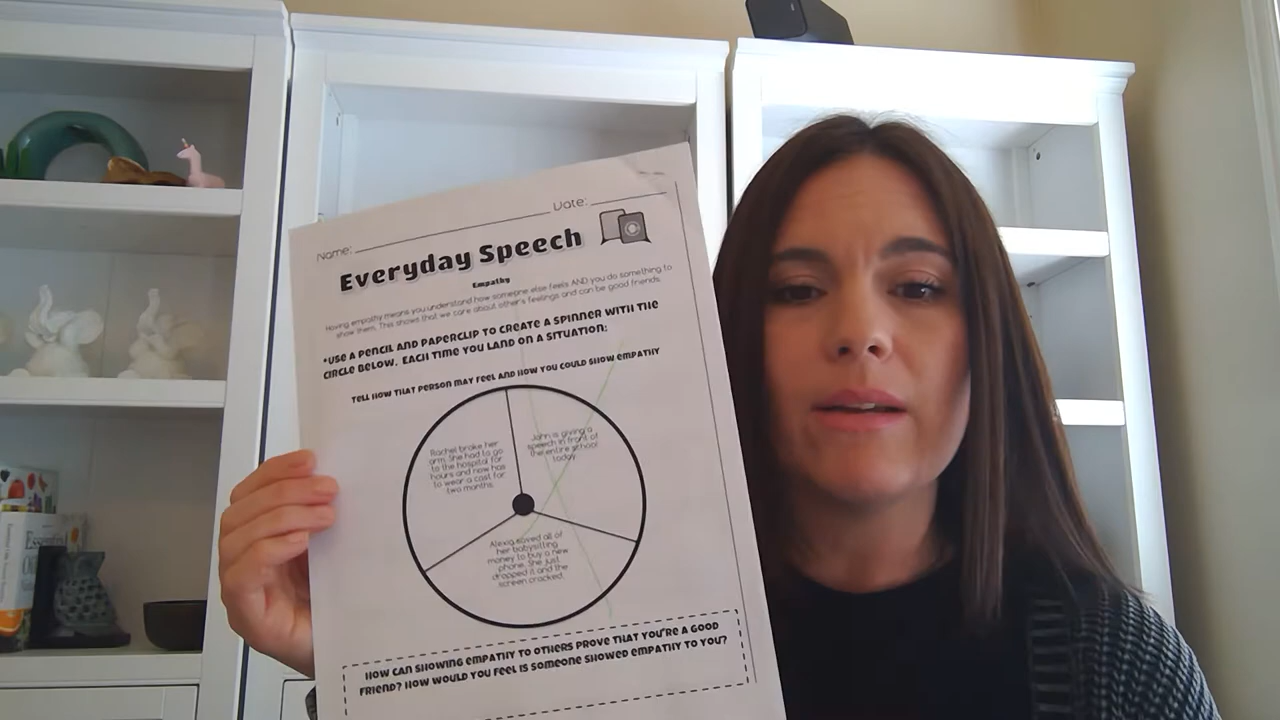 Name: Date:
Everyday Speech
Empathy
Having empathy means you understand how someone else feels AND you do something to
show them. This shows that we care about other's feelings and can be good friends.
*USE A PENCIL AND PAPERCLIP TO CREATE A SPINNER WITH THE
CIRCLE BELOW. EACH TIME YOU LAND ON A SITUATION:
TELL HOW THAT PERSON MAY FEEL AND HOW YOU COULD SHOW EMPATHY
Rachel broke her
arm. She had to go
to the hospital for
hours and now has
to wear a cast for
two months.
John is giving a
speech in front of
the entire school
today.
Alexia saved all of
her babysitting
money to buy a new
phone. She just
dropped it and the
screen cracked.
HOW CAN SHOWING EMPATHY TO OTHERS PROVE THAT YOU'RE A GOOD
FRIEND? HOW WOULD YOU FEEL IS SOMEONE SHOWED EMPATHY TO YOU?